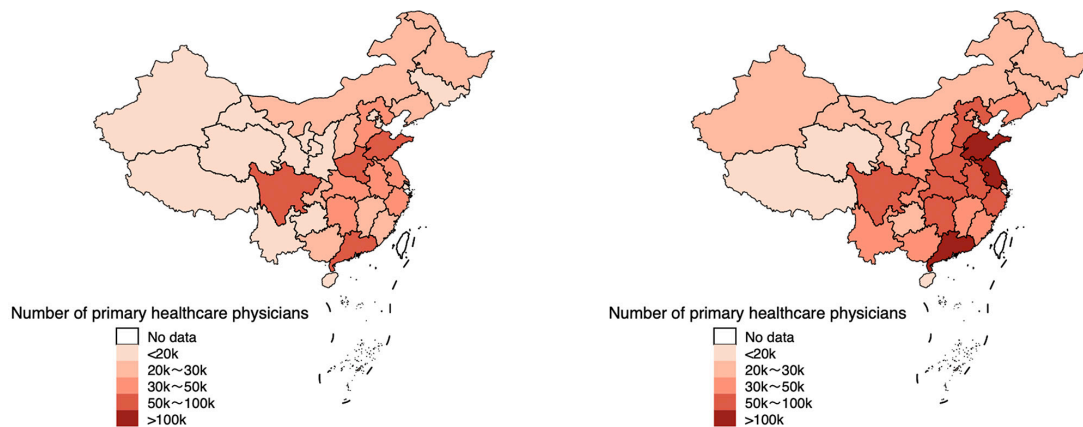 Number of primary healthcare physicians
No data
<20k
20k～30k
30k～50k
50k～100k
>100k
Number of primary healthcare physicians
No data
<20k
20k～30k
30k～50k
50k～100k
>100k